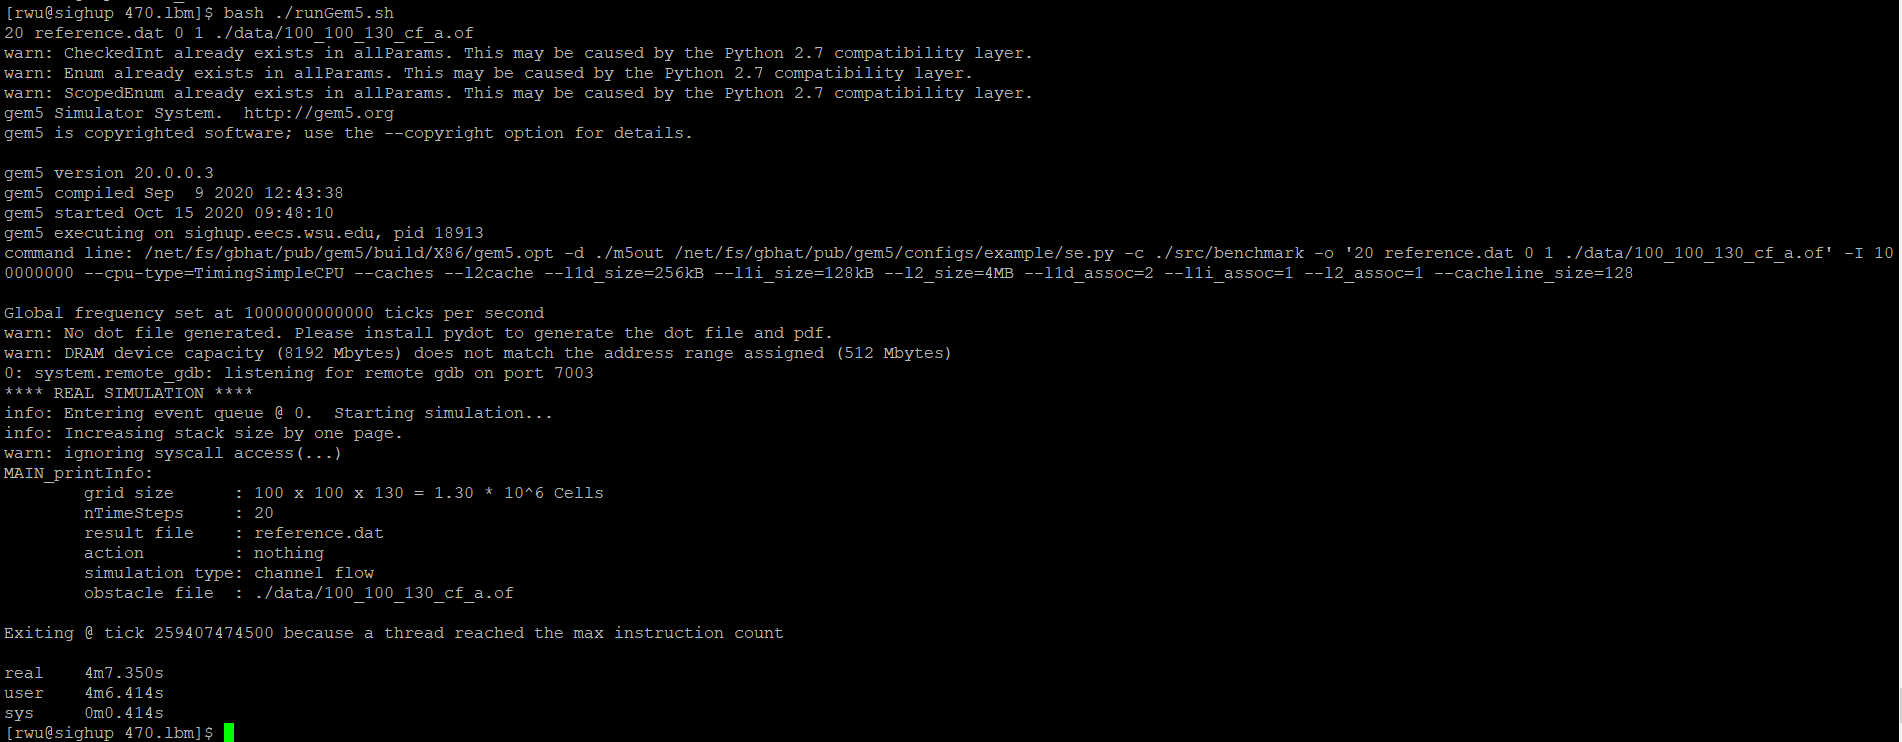 [rwu@sighup 470.lbm]$ bash ./runGem5.sh
20 reference.dat 0 1 ./data/100_100_130_cf_a.of
warn: CheckedInt already exists in allParams. This may be caused by the Python 2.7 compatibility layer.
warn: Enum already exists in allParams. This may be caused by the Python 2.7 compatibility layer.
warn: ScopedEnum already exists in allParams. This may be caused by the Python 2.7 compatibility layer.
gem5 Simulator System.  http://gem5.org
gem5 is copyrighted software; use the --copyright option for details.

gem5 version 20.0.0.3
gem5 compiled Sep  9 2020 12:43:38
gem5 started Oct 15 2020 09:48:10
gem5 executing on sighup.eecs.wsu.edu, pid 18913
command line: /net/fs/gbhat/pub/gem5/build/X86/gem5.opt -d ./m5out /net/fs/gbhat/pub/gem5/configs/example/se.py -c ./src/benchmark -o '20 reference.dat 0 1 ./data/100_100_130_cf_a.of' -I 10
0000000 --cpu-type=TimingSimpleCPU --caches --l2cache --l1d_size=256kB --l1i_size=128kB --l2_size=4MB --l1d_assoc=2 --l1i_assoc=1 --l2_assoc=1 --cacheline_size=128

Global frequency set at 1000000000000 ticks per second
warn: No dot file generated. Please install pydot to generate the dot file and pdf.
warn: DRAM device capacity (8192 Mbytes) does not match the address range assigned (512 Mbytes)
0: system.remote_gdb: listening for remote gdb on port 7003
**** REAL SIMULATION ****
info: Entering event queue @ 0.  Starting simulation...
info: Increasing stack size by one page.
warn: ignoring syscall access(...)
MAIN_printInfo:
        grid size      : 100 x 100 x 130 = 1.30 * 10^6 Cells
        nTimeSteps     : 20
        result file    : reference.dat
        action         : nothing
        simulation type: channel flow
        obstacle file  : ./data/100_100_130_cf_a.of

Exiting @ tick 259407474500 because a thread reached the max instruction count

real    4m7.350s
user    4m6.414s
sys     0m0.414s
[rwu@sighup 470.lbm]$